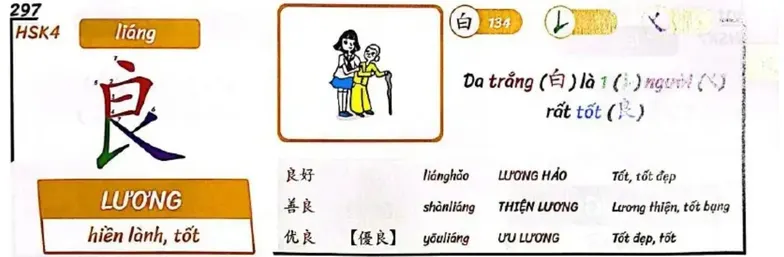 297
HSK4
liáng
良
LƯƠNG
hiền lành, tốt
白 134
Da trắng (白) là 1 ( ) người ( )
rất tốt (良)
良好 liánghǎo LƯƠNG HẢO Tốt, tốt đẹp
善良 shànliáng THIỆN LƯƠNG Lương thiện, tốt bụng
优良 【優良】 yōuliáng ƯU LƯƠNG Tốt đẹp, tốt